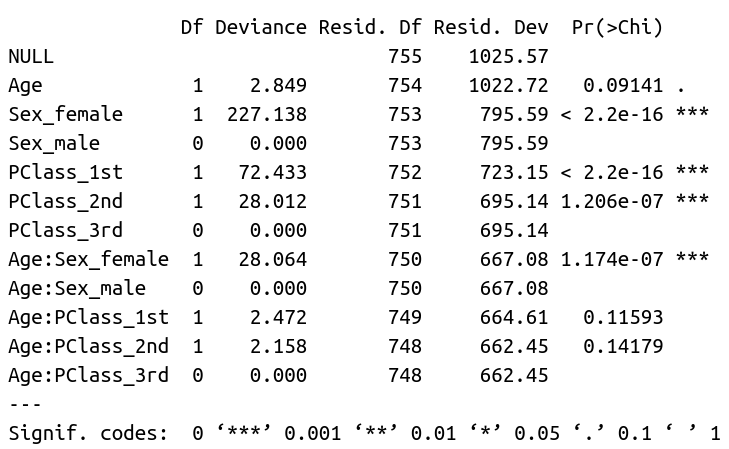 Df Deviance Resid. Df Resid. Dev  Pr(>Chi)
NULL                             755    1025.57
Age             1    2.849       754    1022.72   0.09141 .
Sex_female      1  227.138       753     795.59 < 2.2e-16 ***
Sex_male        0    0.000       753     795.59
PClass_1st      1   72.433       752     723.15 < 2.2e-16 ***
PClass_2nd      1   28.012       751     695.14 1.206e-07 ***
PClass_3rd      0    0.000       751     695.14
Age:Sex_female  1   28.064       750     667.08 1.174e-07 ***
Age:Sex_male    0    0.000       750     667.08
Age:PClass_1st  1    2.472       749     664.61   0.11593
Age:PClass_2nd  1    2.158       748     662.45   0.14179
Age:PClass_3rd  0    0.000       748     662.45
---
Signif. codes:  0 ‘***’ 0.001 ‘**’ 0.01 ‘*’ 0.05 ‘.’ 0.1 ‘ ’ 1